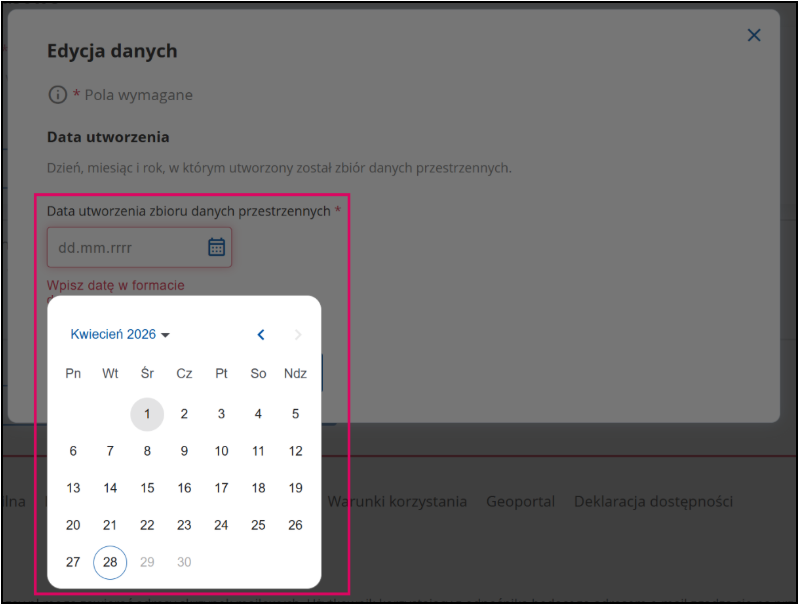 Edycja danych
* Pola wymagane
Data utworzenia
Dzień, miesiąc i rok, w którym utworzony został zbiór danych przestrzennych.
Data utworzenia zbioru danych przestrzennych *
dd.mm.rrrr
Wpisz datę w formacie
Kwiecień 2026
Pn Wt Śr Cz Pt So Ndz
1 2 3 4 5
6 7 8 9 10 11 12
13 14 15 16 17 18 19
20 21 22 23 24 25 26
27 28 29 30
Warunki korzystania Geoportal Deklaracja dostępności